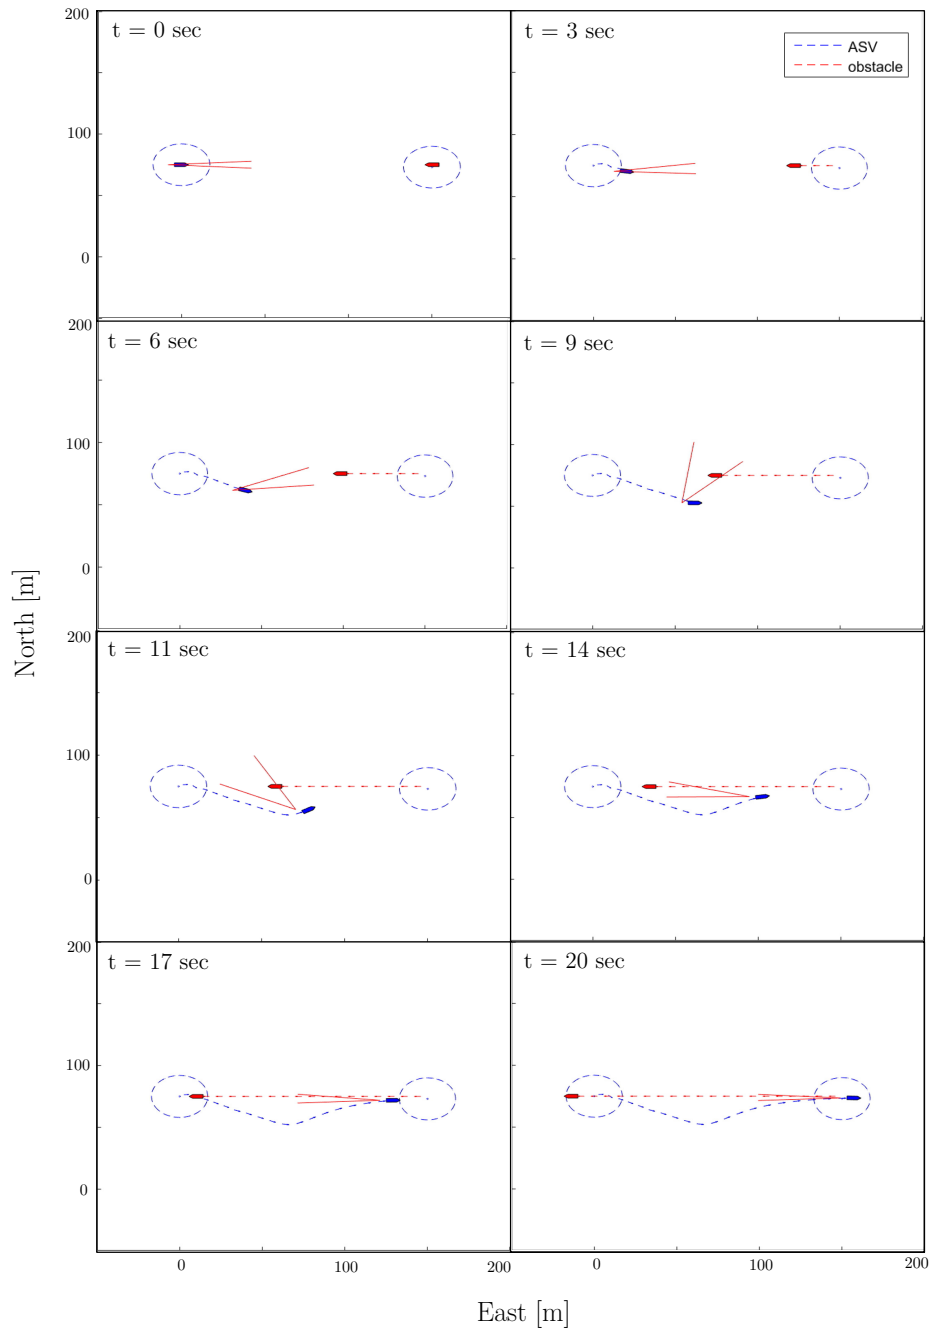 200
t = 0 sec
t = 3 sec
ASV
obstacle
100
0
200
t = 6 sec
t = 9 sec
100
0
North [m]
200
t = 11 sec
t = 14 sec
100
0
200
t = 17 sec
t = 20 sec
100
0
0 100 200 0 100 200
East [m]